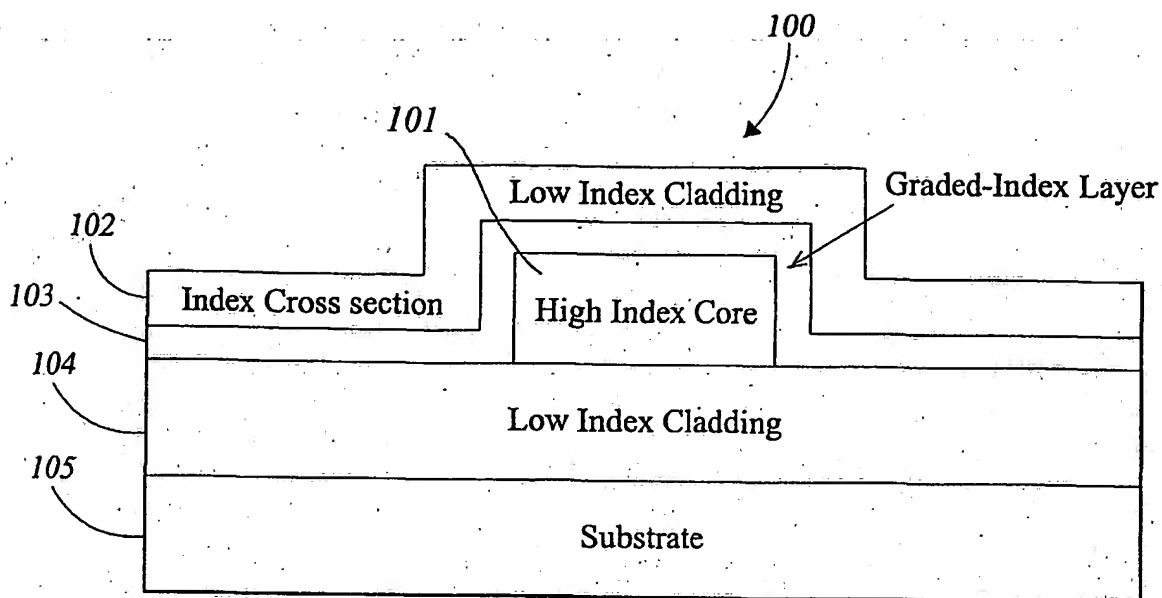 100
101
Low Index Cladding
Graded-Index Layer
102
103
Index Cross section
High Index Core
104
Low Index Cladding
105
Substrate